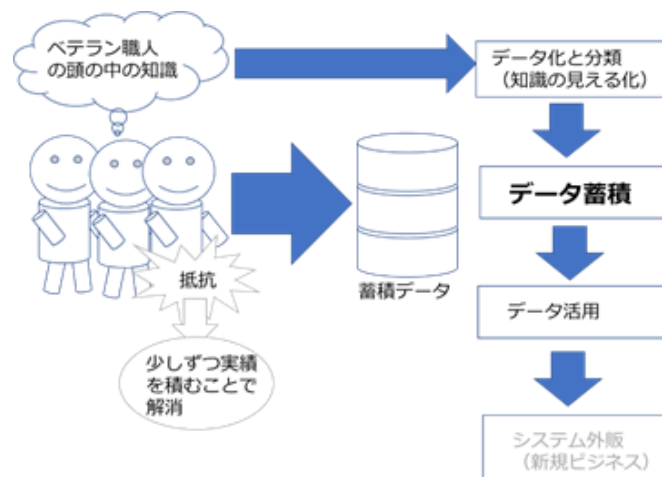 ベテラン職人
の頭の中の知識
データ化と分類
（知識の見える化）
データ蓄積
蓄積データ
抵抗
データ活用
少しずつ実績
を積むことで
解消
システム外販
（新規ビジネス）